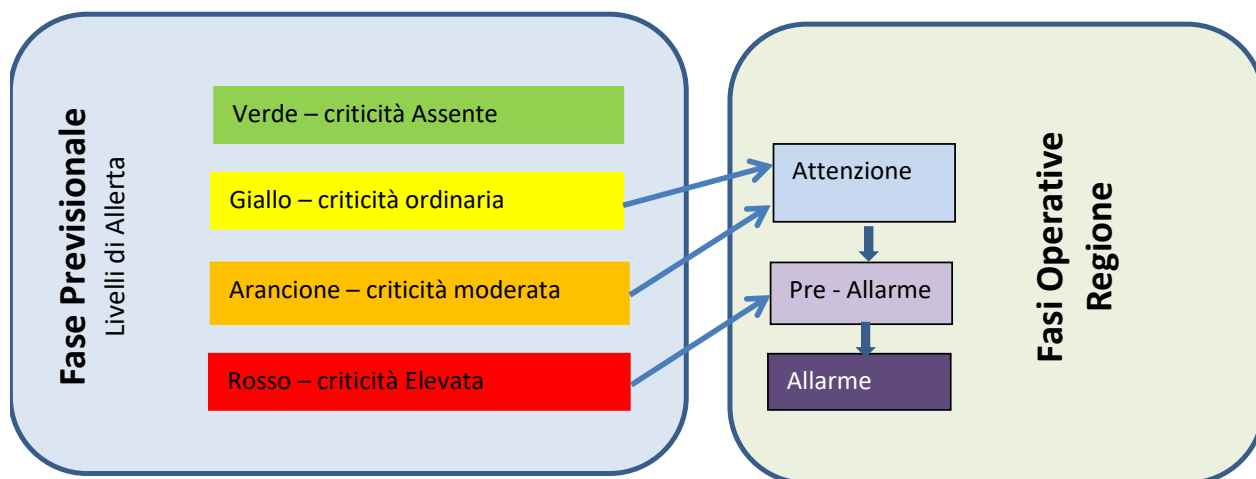 Fase Previsionale
Livelli di Allerta
Verde – criticità Assente
Giallo – criticità ordinaria
Arancione – criticità moderata
Rosso – criticità Elevata
Attenzione
Pre - Allarme
Allarme
Fasi Operative
Regione